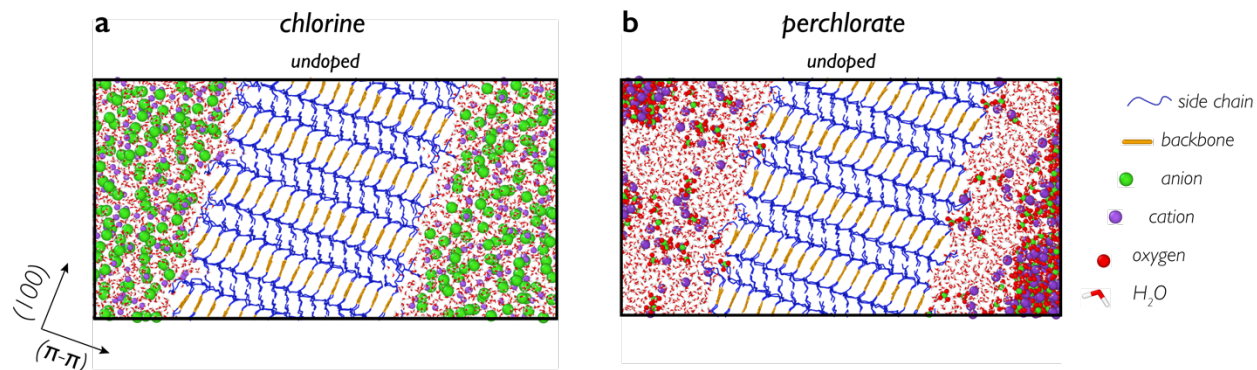 a
chlorine
undoped
(100)
(π-π)
b
perchlorate
undoped
side chain
backbone
anion
cation
oxygen
H₂O